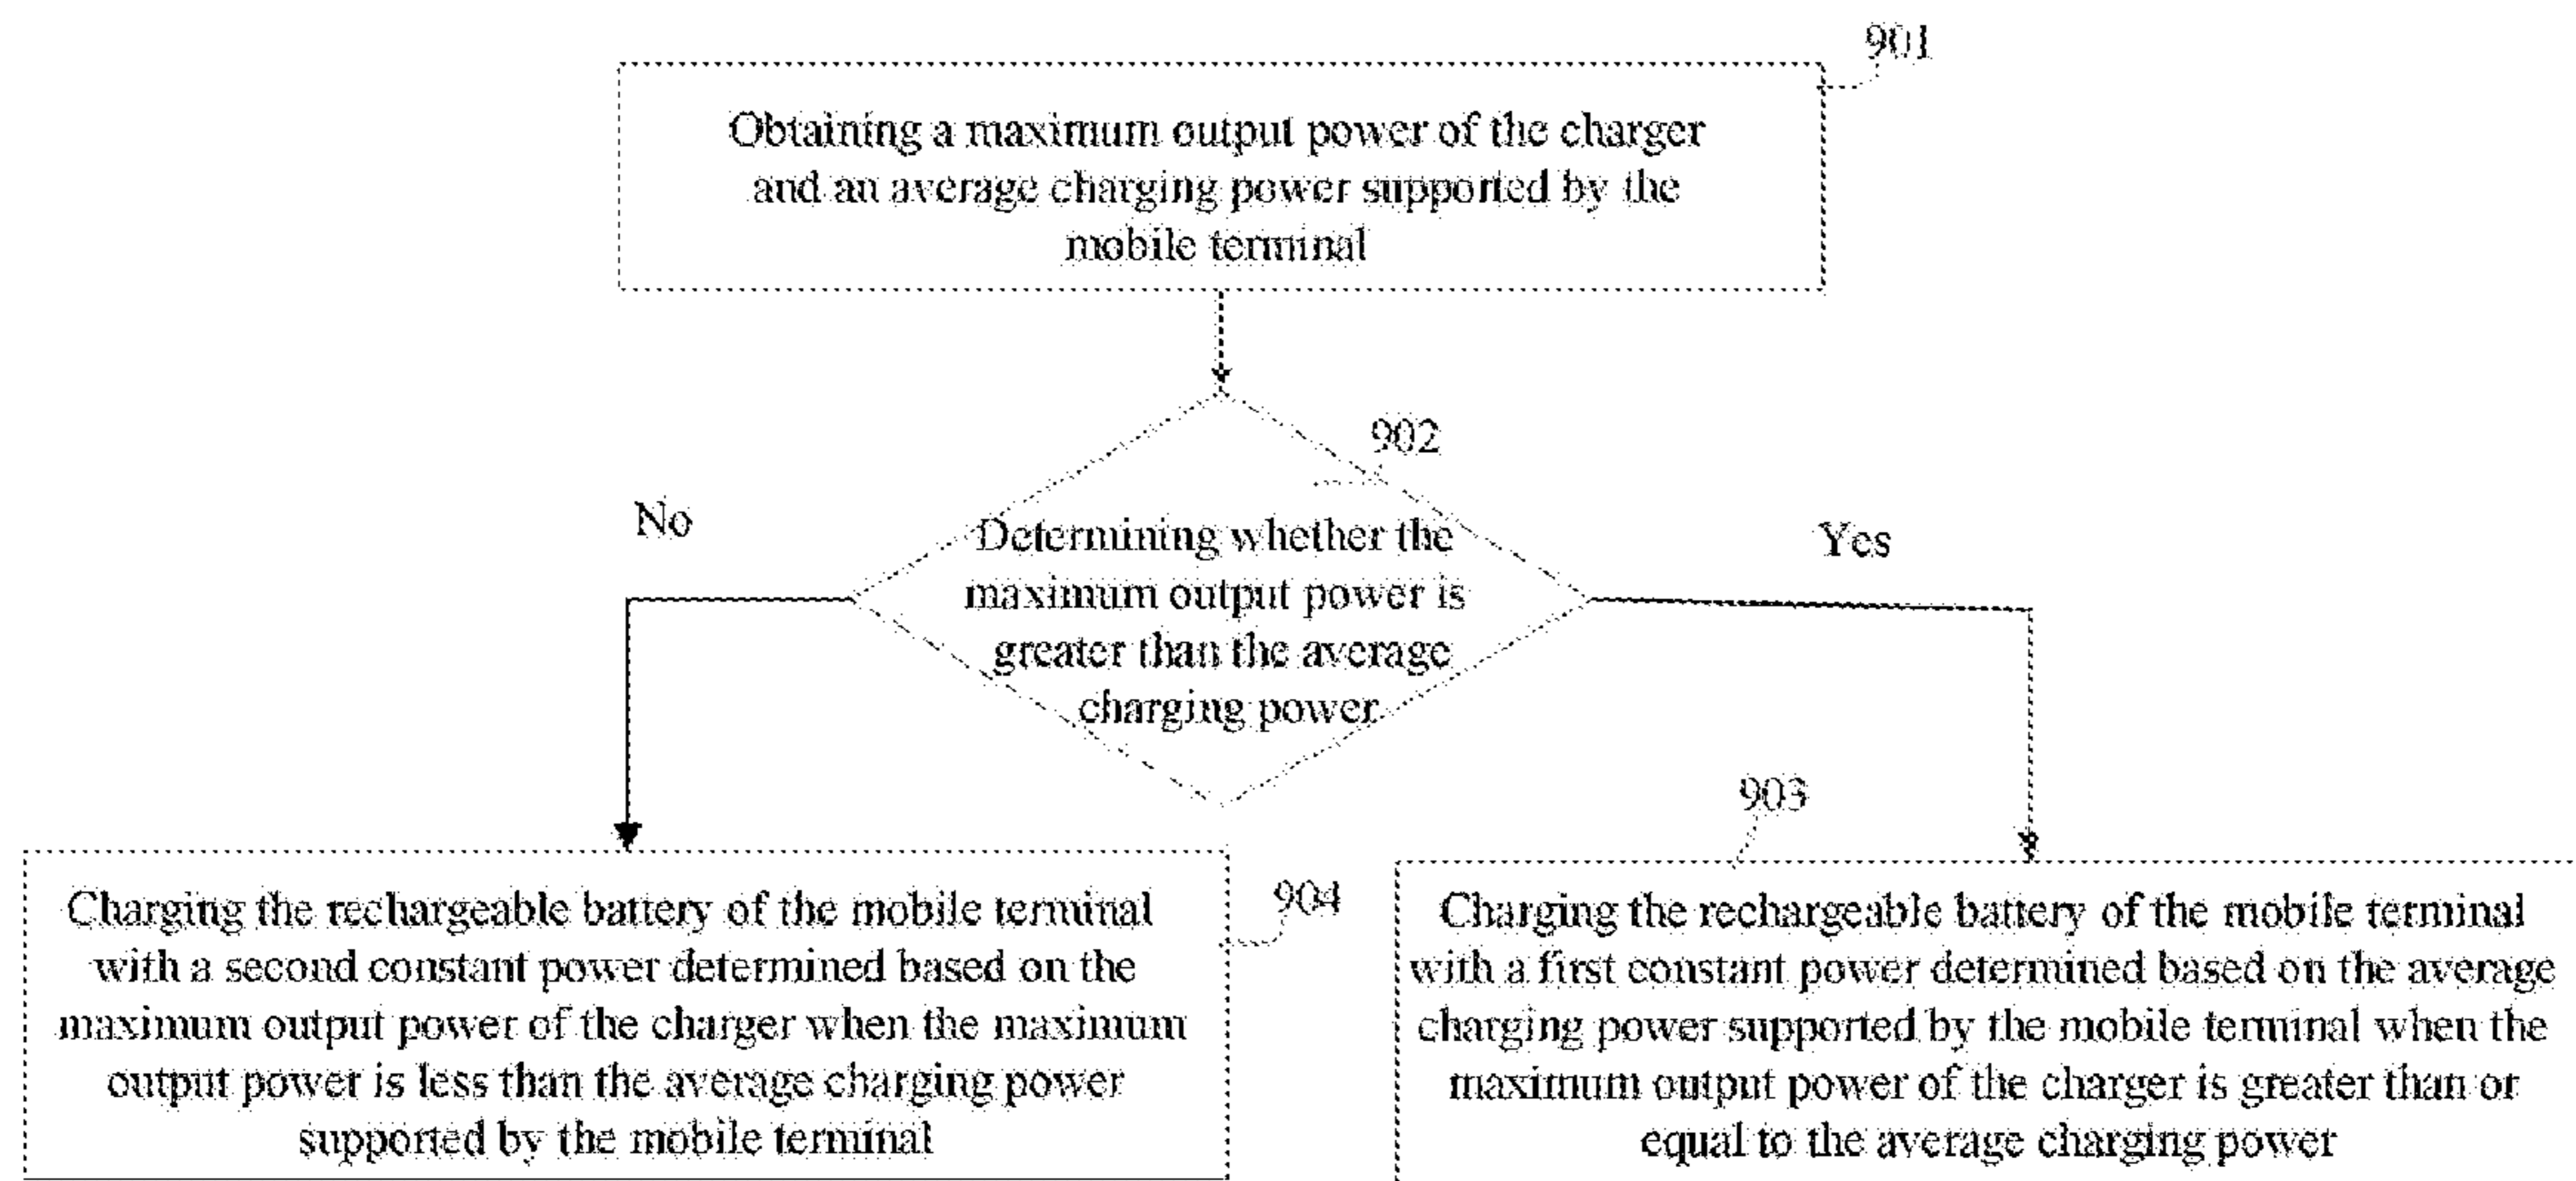 901
Obtaining a maximum output power of the charger
and an average charging power supported by the
mobile terminal
902
No
Yes
Determining whether the
maximum output power is
greater than the average
charging power
903
904
Charging the rechargeable battery of the mobile terminal
with a second constant power determined based on the
maximum output power of the charger when the maximum
output power is less than the average charging power
supported by the mobile terminal
Charging the rechargeable battery of the mobile terminal
with a first constant power determined based on the average
charging power supported by the mobile terminal when the
maximum output power of the charger is greater than or
equal to the average charging power